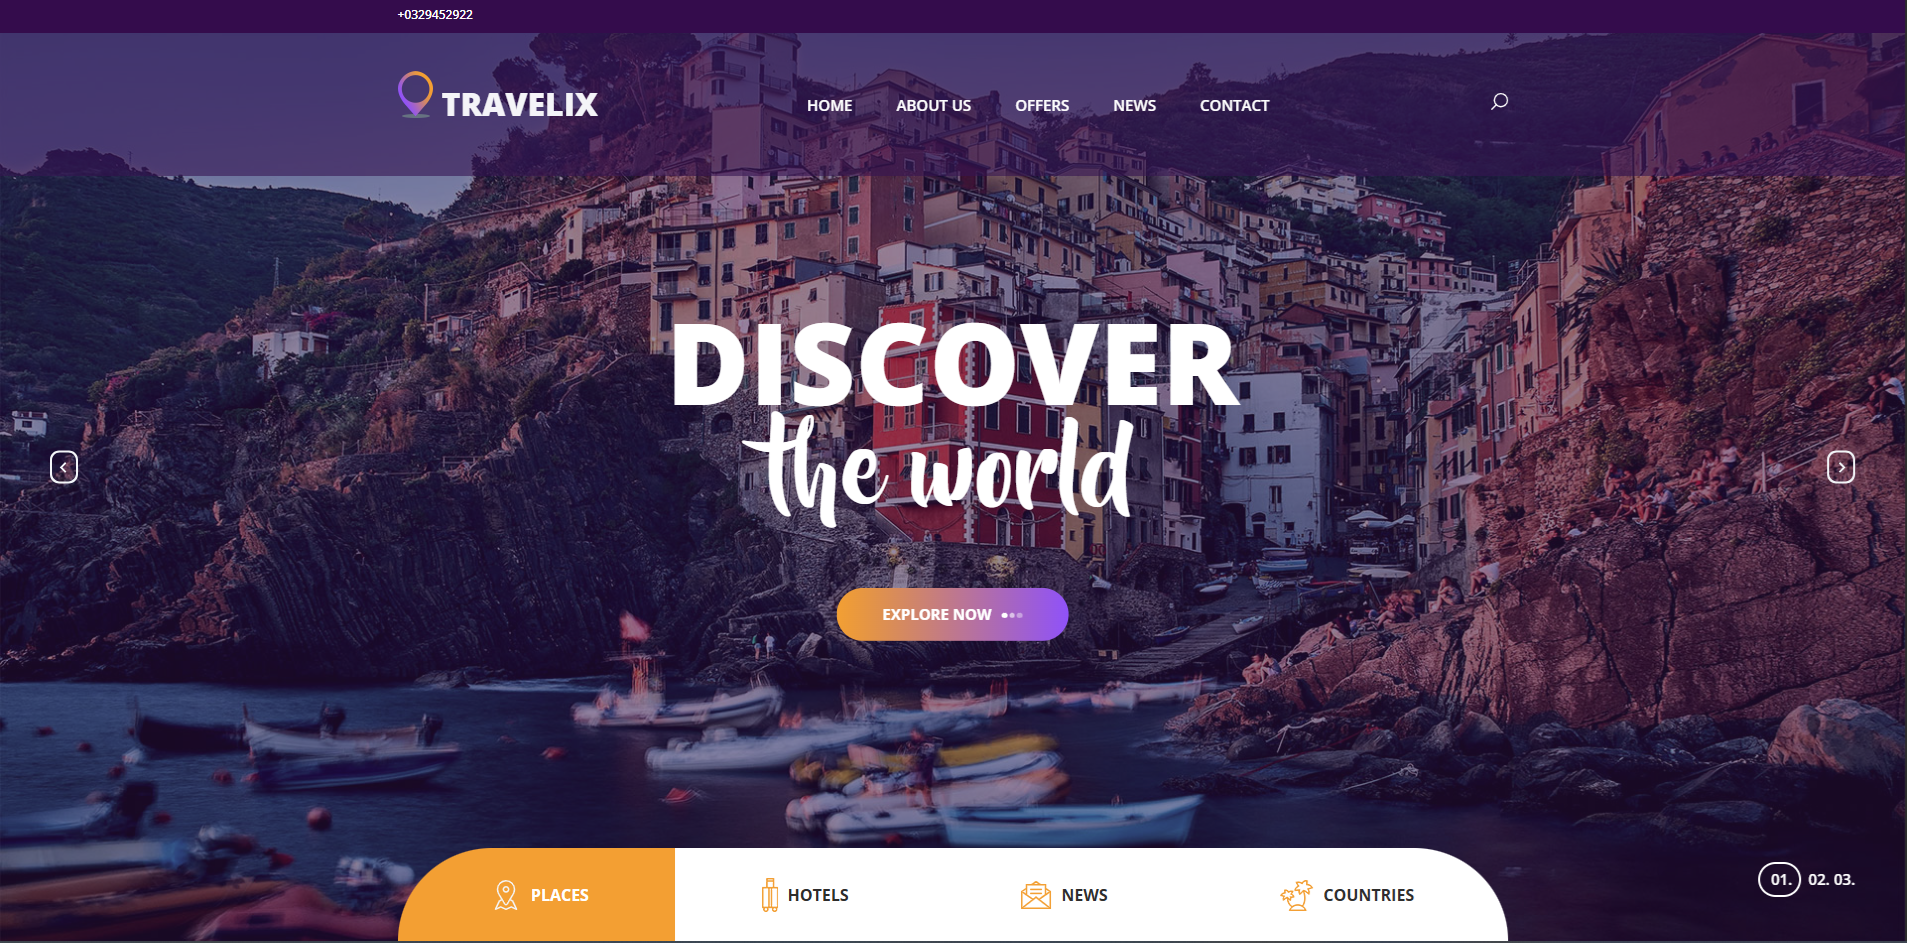 +0329452922
TRAVELIX
HOME ABOUT US OFFERS NEWS CONTACT
DISCOVER
the world
EXPLORE NOW
PLACES HOTELS NEWS COUNTRIES
01. 02. 03.